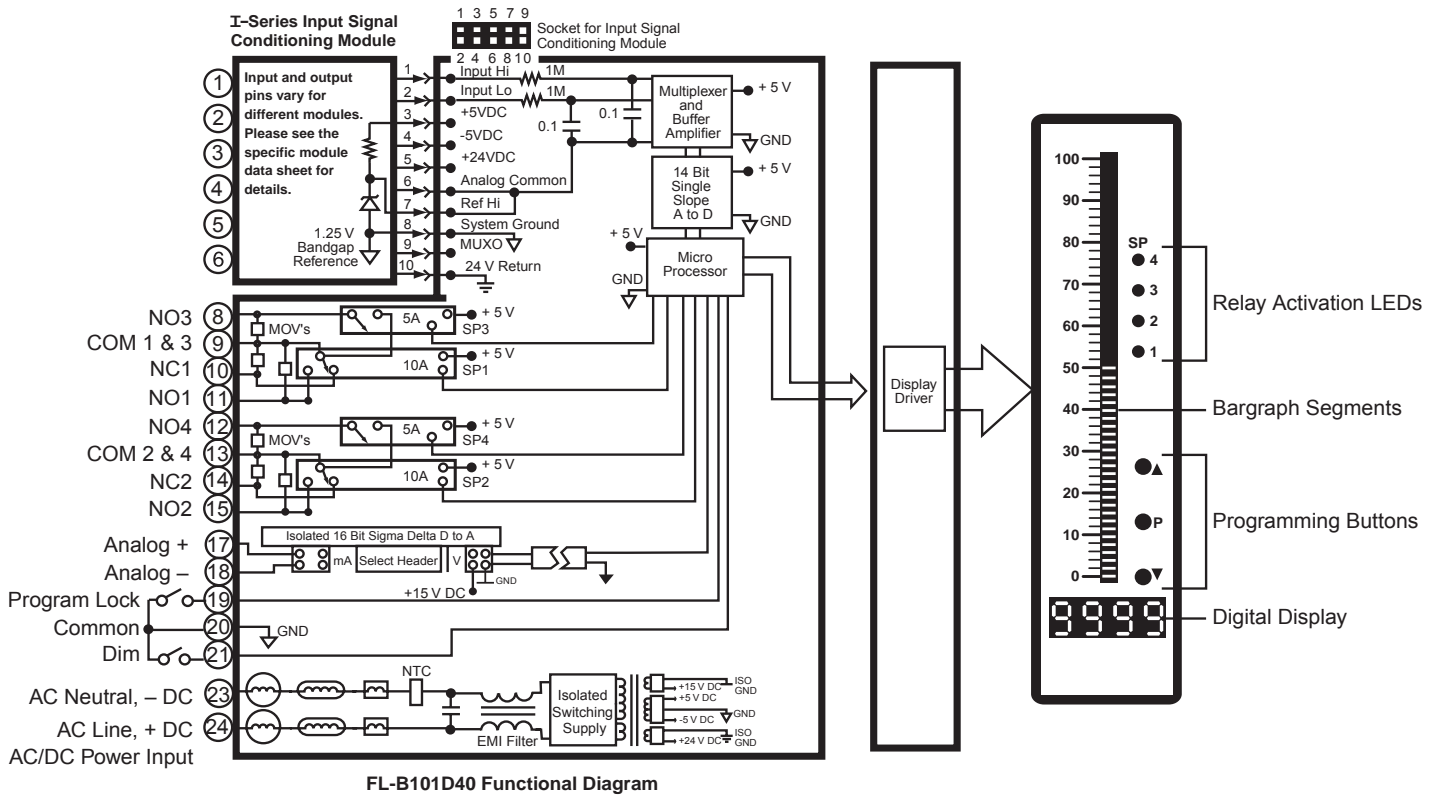 I-Series Input Signal
Conditioning Module
1 3 5 7 9
2 4 6 8 10
Socket for Input Signal
Conditioning Module
1
2
3
4
5
6
Input and output
pins vary for
different modules.
Please see the
specific module
data sheet for
details.
1.25 V
Bandgap
Reference
1
2
3
4
5
6
7
8
9
10
Input Hi
1M
Input Lo
1M
+5VDC
-5VDC
+24VDC
Analog Common
Ref Hi
System Ground
MUXO
24 V Return
0.1
0.1
Multiplexer
and
Buffer
Amplifier
+ 5 V
GND
14 Bit
Single
Slope
A to D
+ 5 V
GND
+ 5 V
GND
Micro
Processor
NO3
8
COM 1 & 3
9
NC1
10
NO1
11
MOV's
5A
+ 5 V
SP3
10A
+ 5 V
SP1
NO4
12
COM 2 & 4
13
NC2
14
NO2
15
MOV's
5A
+ 5 V
SP4
10A
+ 5 V
SP2
Analog +
17
Analog –
18
Isolated 16 Bit Sigma Delta D to A
mA
Select Header
V
GND
+15 V DC
Program Lock
19
Common
20
GND
Dim
21
AC Neutral, – DC
23
AC Line, + DC
24
AC/DC Power Input
NTC
EMI Filter
Isolated
Switching
Supply
+15 V DC
ISO
GND
+5 V DC
GND
-5 V DC
+24 V DC
ISO
GND
FL-B101D40 Functional Diagram
Display
Driver
100
90
80
70
60
50
40
30
20
10
0
SP
4
3
2
1
P
9999
Relay Activation LEDs
Bargraph Segments
Programming Buttons
Digital Display